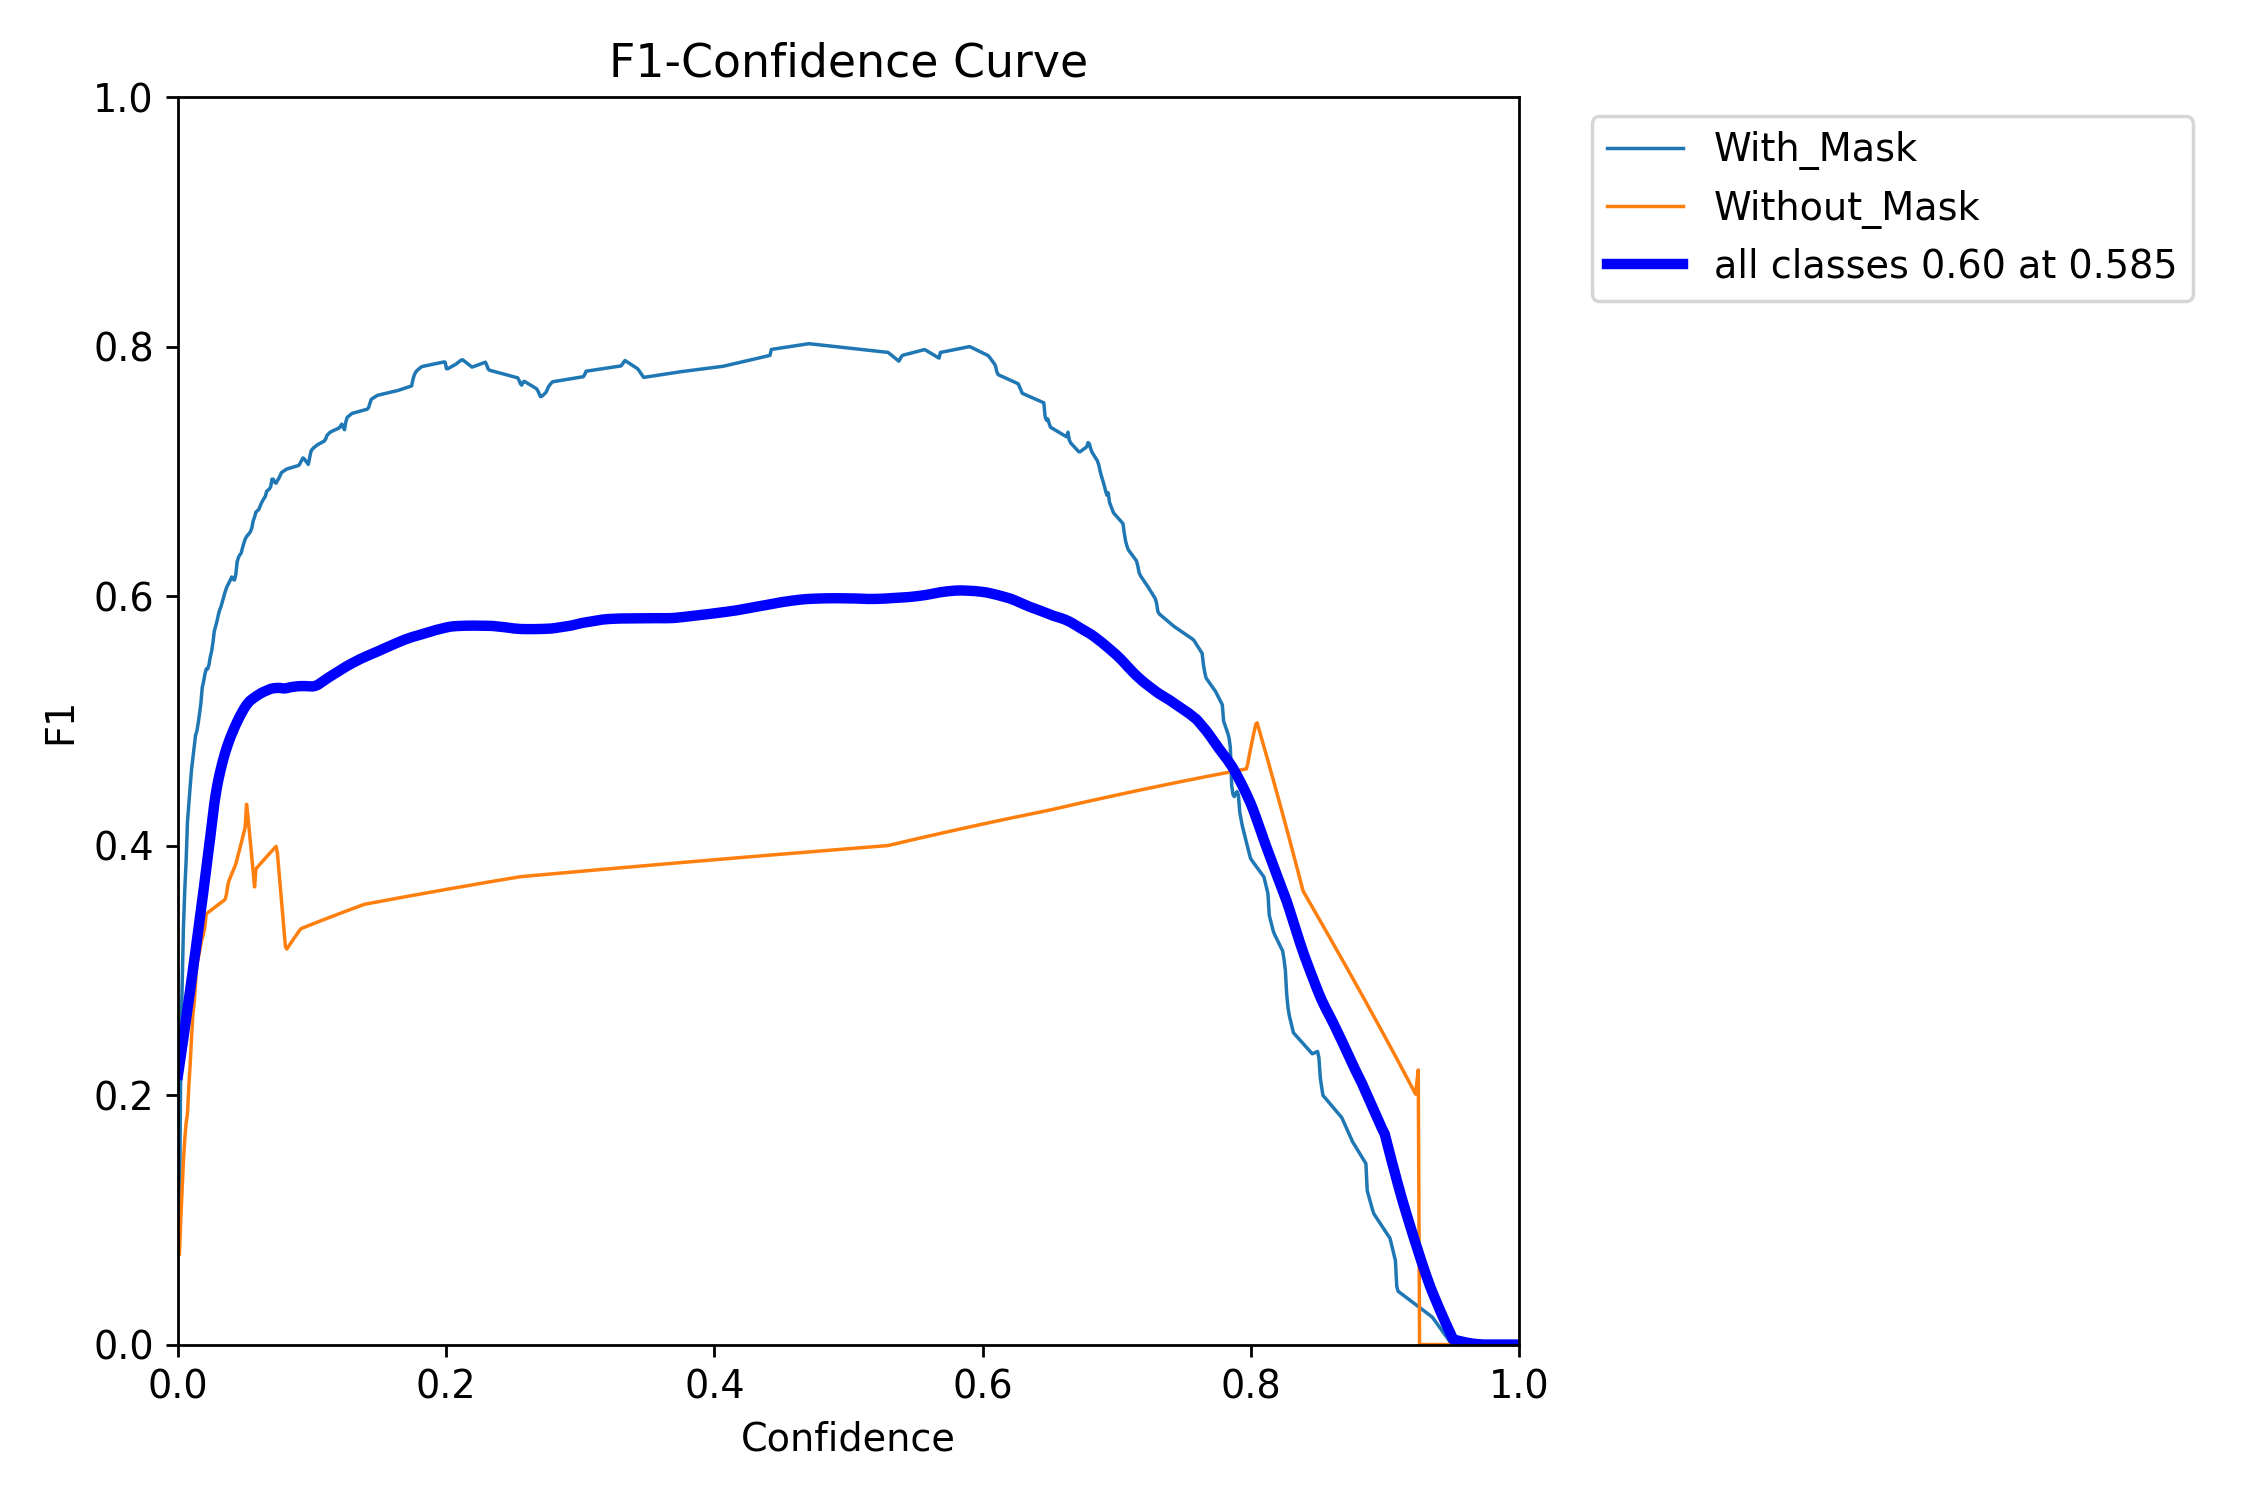 F1-Confidence Curve
1.0
0.8
0.6
0.4
0.2
0.0
F1
0.0 0.2 0.4 0.6 0.8 1.0
Confidence
With_Mask
Without_Mask
all classes 0.60 at 0.585